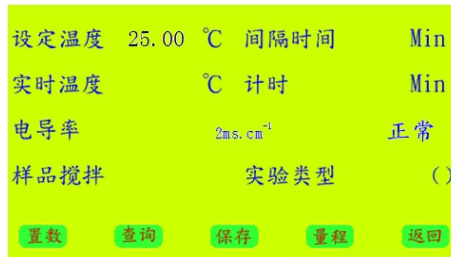 设定温度 25.00 ℃ 间隔时间 Min
实时温度 ℃ 计时 Min
电导率 2ms.cm⁻¹ 正常
样品搅拌 实验类型 ()
置数 查询 保存 量程 返回